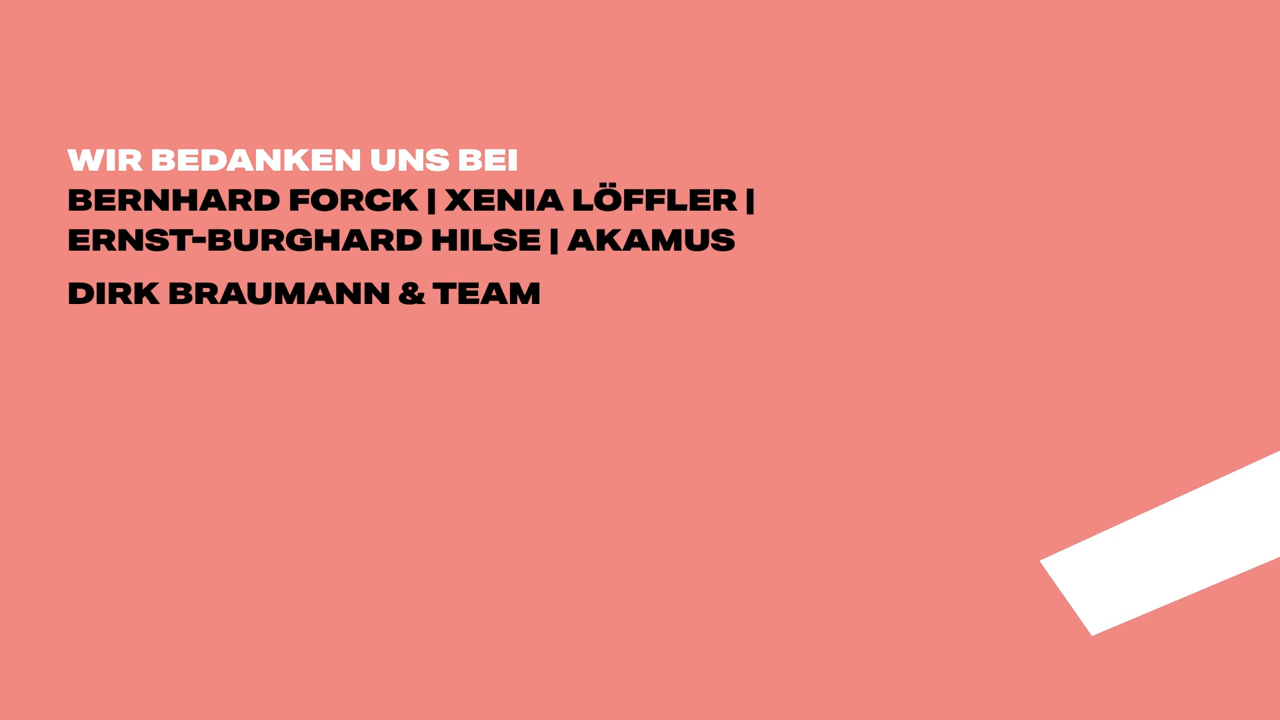 WIR BEDANKEN UNS BEI
BERNHARD FORCK | XENIA LÖFFLER |
ERNST-BURGHARD HILSE | AKAMUS
DIRK BRAUMANN & TEAM